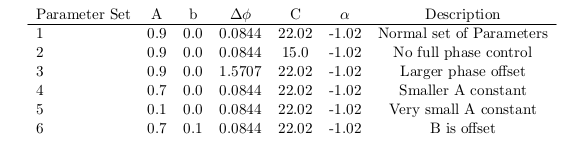 Parameter Set A b Δϕ C α Description
1 0.9 0.0 0.0844 22.02 -1.02 Normal set of Parameters
2 0.9 0.0 0.0844 15.0 -1.02 No full phase control
3 0.9 0.0 1.5707 22.02 -1.02 Larger phase offset
4 0.7 0.0 0.0844 22.02 -1.02 Smaller A constant
5 0.1 0.0 0.0844 22.02 -1.02 Very small A constant
6 0.7 0.1 0.0844 22.02 -1.02 B is offset